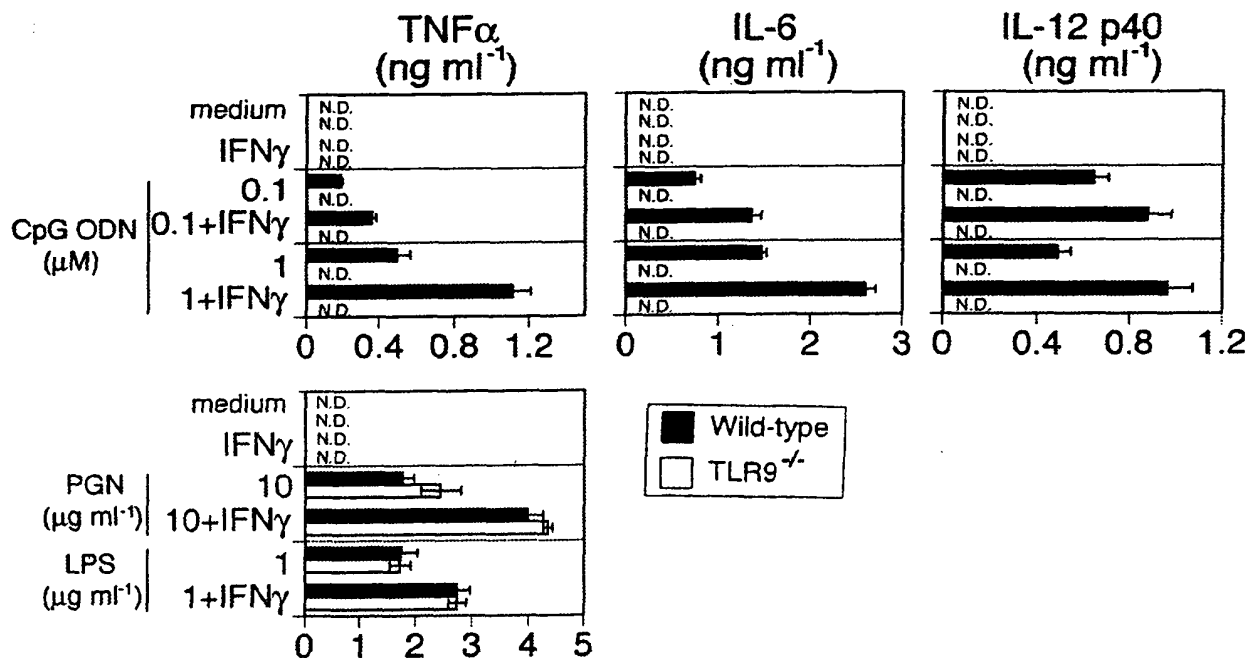 TNFα
(ng ml⁻¹)
IL-6
(ng ml⁻¹)
IL-12 p40
(ng ml⁻¹)
medium
N.D.
N.D.
N.D.
N.D.
N.D.
N.D.
IFNγ
N.D.
N.D.
N.D.
N.D.
N.D.
N.D.
CpG ODN
(μM)
0.1
N.D.
N.D.
N.D.
0.1+IFNγ
N.D.
N.D.
N.D.
1
N.D.
N.D.
N.D.
1+IFNγ
N.D.
N.D.
N.D.
0 0.4 0.8 1.2
0 1 2 3
0 0.4 0.8 1.2
medium
N.D.
N.D.
IFNγ
N.D.
N.D.
PGN
(μg ml⁻¹)
10
10+IFNγ
LPS
(μg ml⁻¹)
1
1+IFNγ
0 1 2 3 4 5
Wild-type
TLR9⁻/⁻